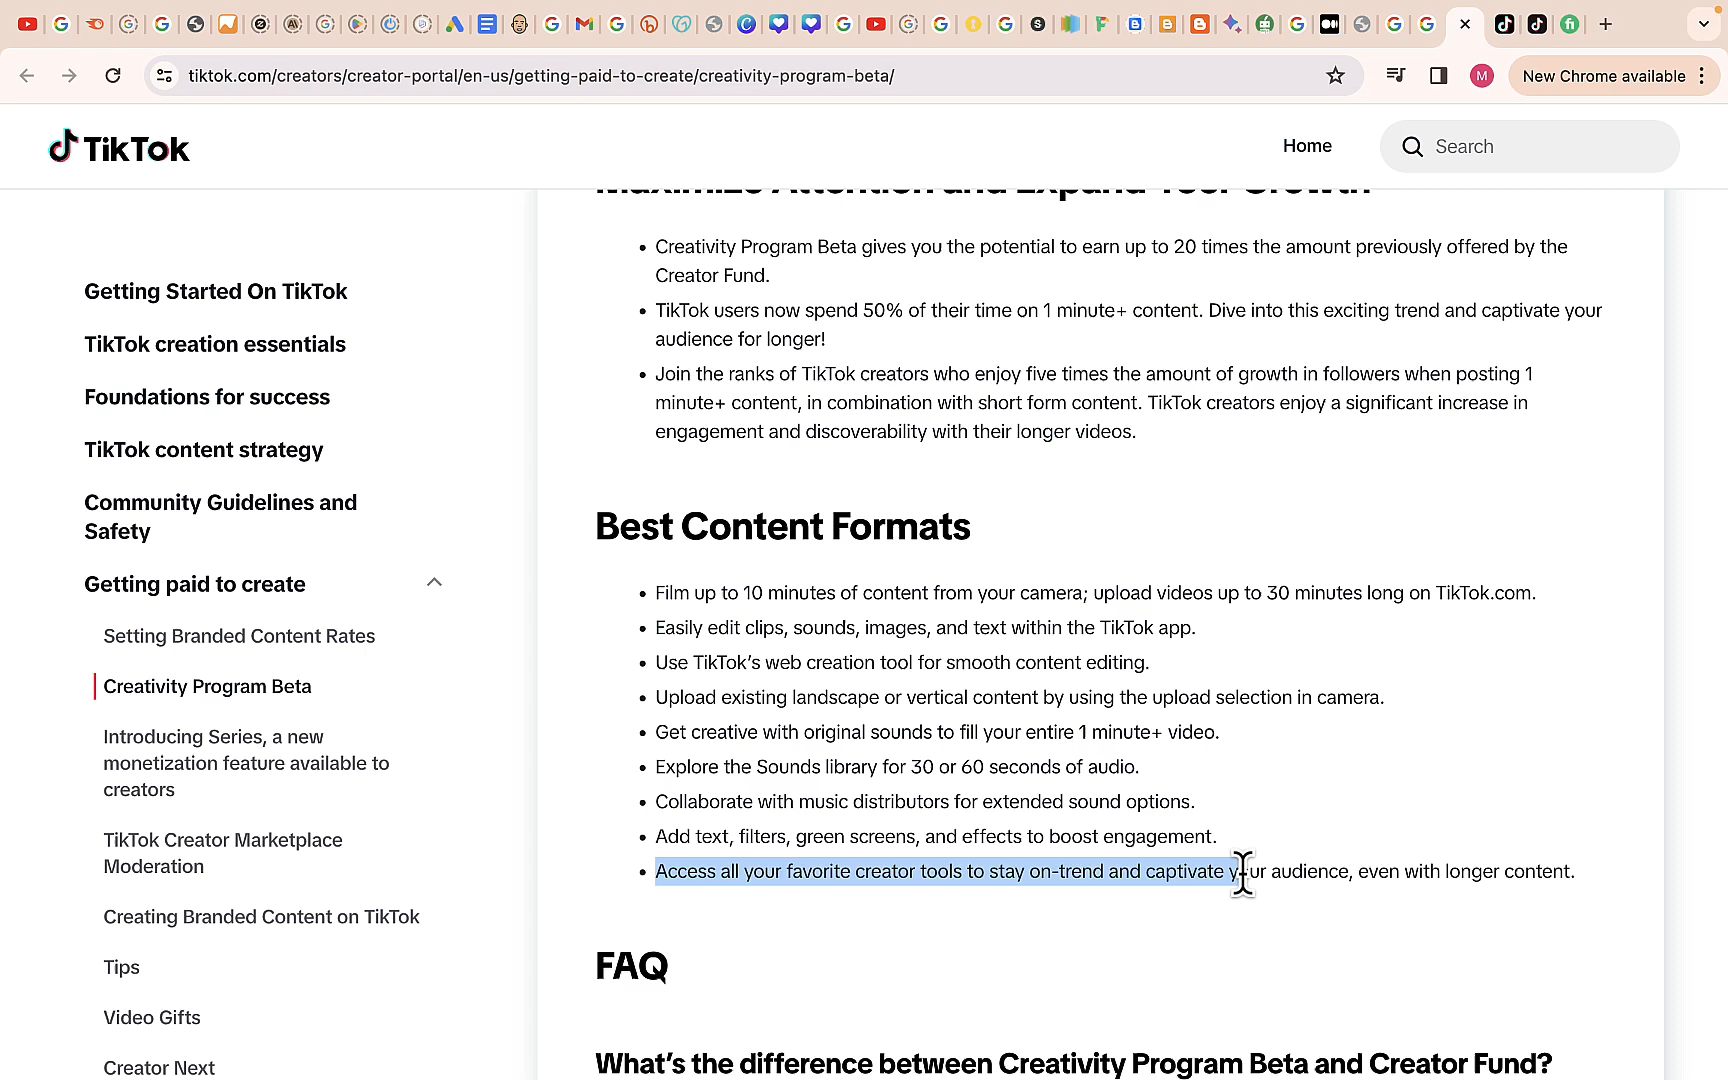 tiktok.com/creators/creator-portal/en-us/getting-paid-to-create/creativity-program-beta/
M
New Chrome available
TikTok
Home
Search
Getting Started On TikTok
TikTok creation essentials
Foundations for success
TikTok content strategy
Community Guidelines and
Safety
Getting paid to create
Setting Branded Content Rates
Creativity Program Beta
Introducing Series, a new
monetization feature available to
creators
TikTok Creator Marketplace
Moderation
Creating Branded Content on TikTok
Tips
Video Gifts
Creator Next
Maximize Attention and Expand Your Growth
• Creativity Program Beta gives you the potential to earn up to 20 times the amount previously offered by the
Creator Fund.
• TikTok users now spend 50% of their time on 1 minute+ content. Dive into this exciting trend and captivate your
audience for longer!
• Join the ranks of TikTok creators who enjoy five times the amount of growth in followers when posting 1
minute+ content, in combination with short form content. TikTok creators enjoy a significant increase in
engagement and discoverability with their longer videos.
Best Content Formats
• Film up to 10 minutes of content from your camera; upload videos up to 30 minutes long on TikTok.com.
• Easily edit clips, sounds, images, and text within the TikTok app.
• Use TikTok’s web creation tool for smooth content editing.
• Upload existing landscape or vertical content by using the upload selection in camera.
• Get creative with original sounds to fill your entire 1 minute+ video.
• Explore the Sounds library for 30 or 60 seconds of audio.
• Collaborate with music distributors for extended sound options.
• Add text, filters, green screens, and effects to boost engagement.
• Access all your favorite creator tools to stay on-trend and captivate your audience, even with longer content.
FAQ
What’s the difference between Creativity Program Beta and Creator Fund?